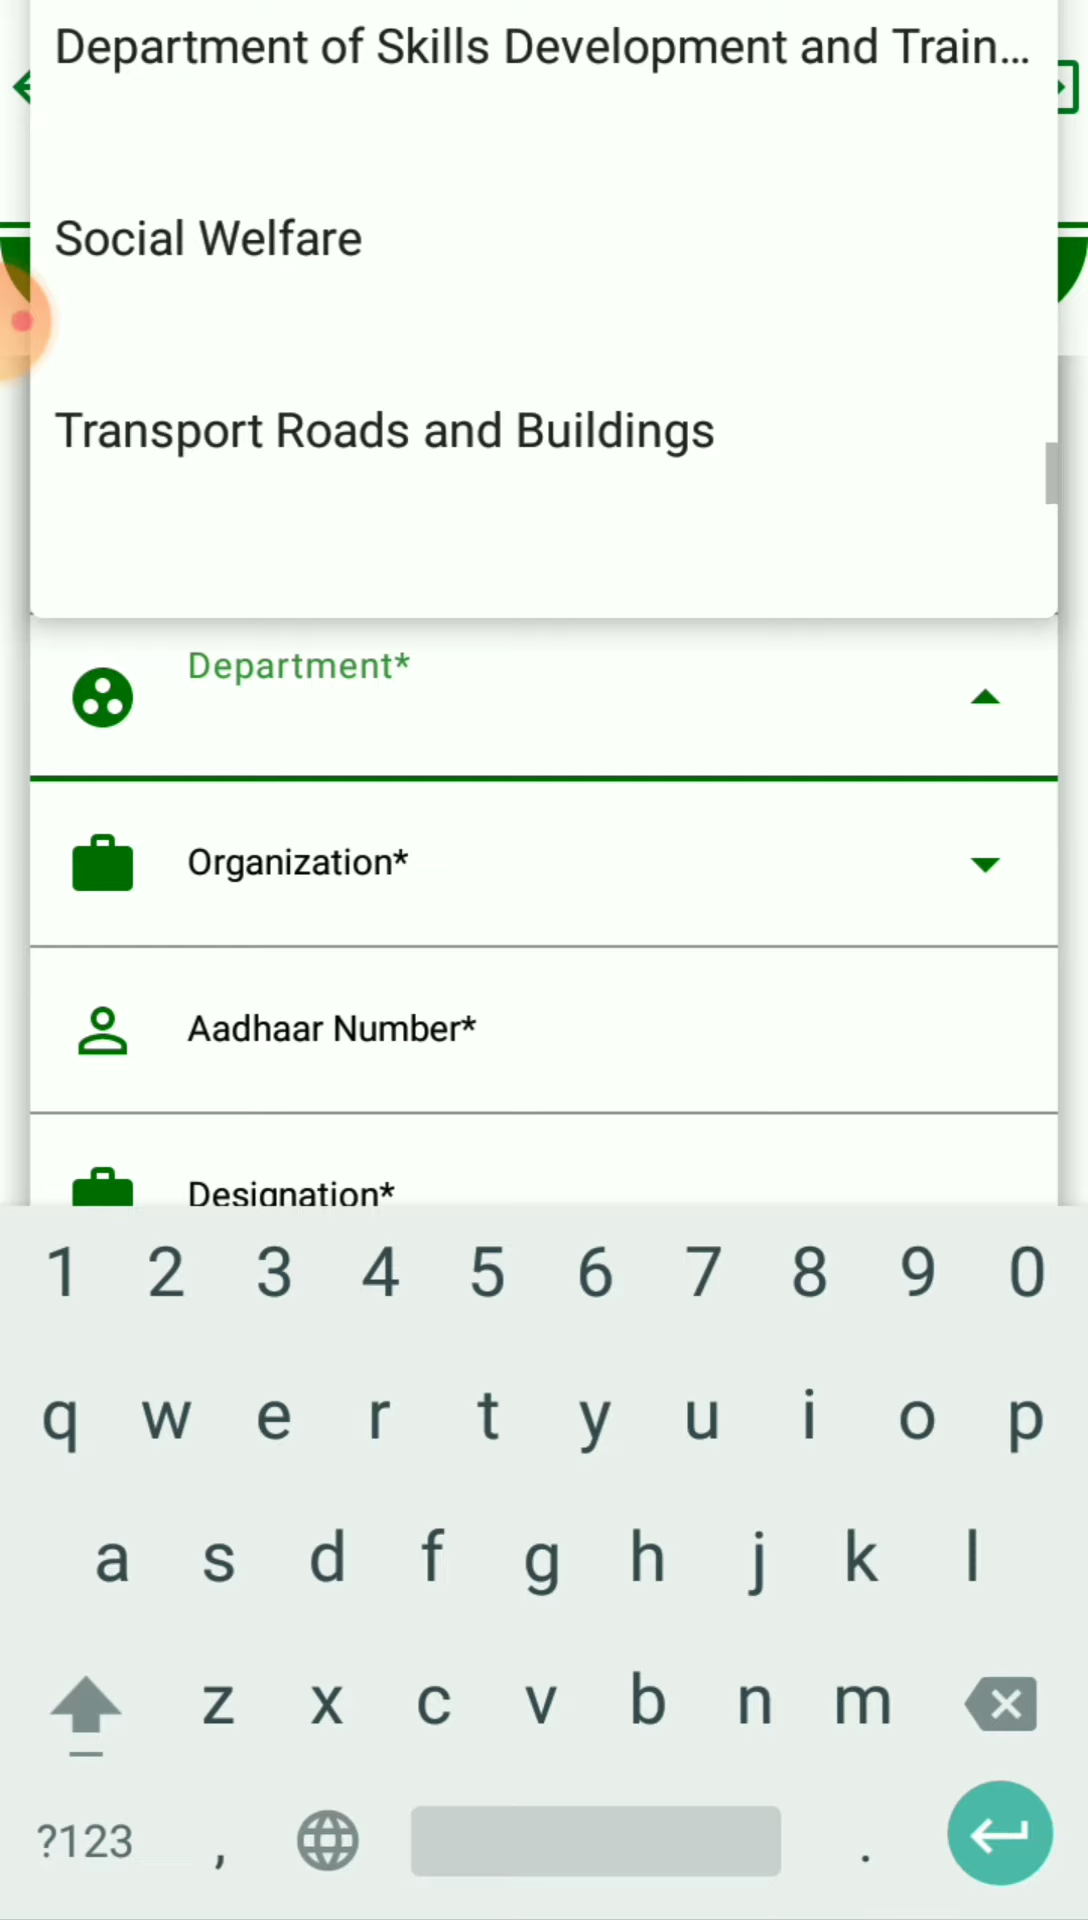 Department of Skills Development and Train...
Social Welfare
Transport Roads and Buildings
Department*
Organization*
Aadhaar Number*
Designation*
1 2 3 4 5 6 7 8 9 0
q w e r t y u i o p
a s d f g h j k l
z x c v b n m
?123 , .